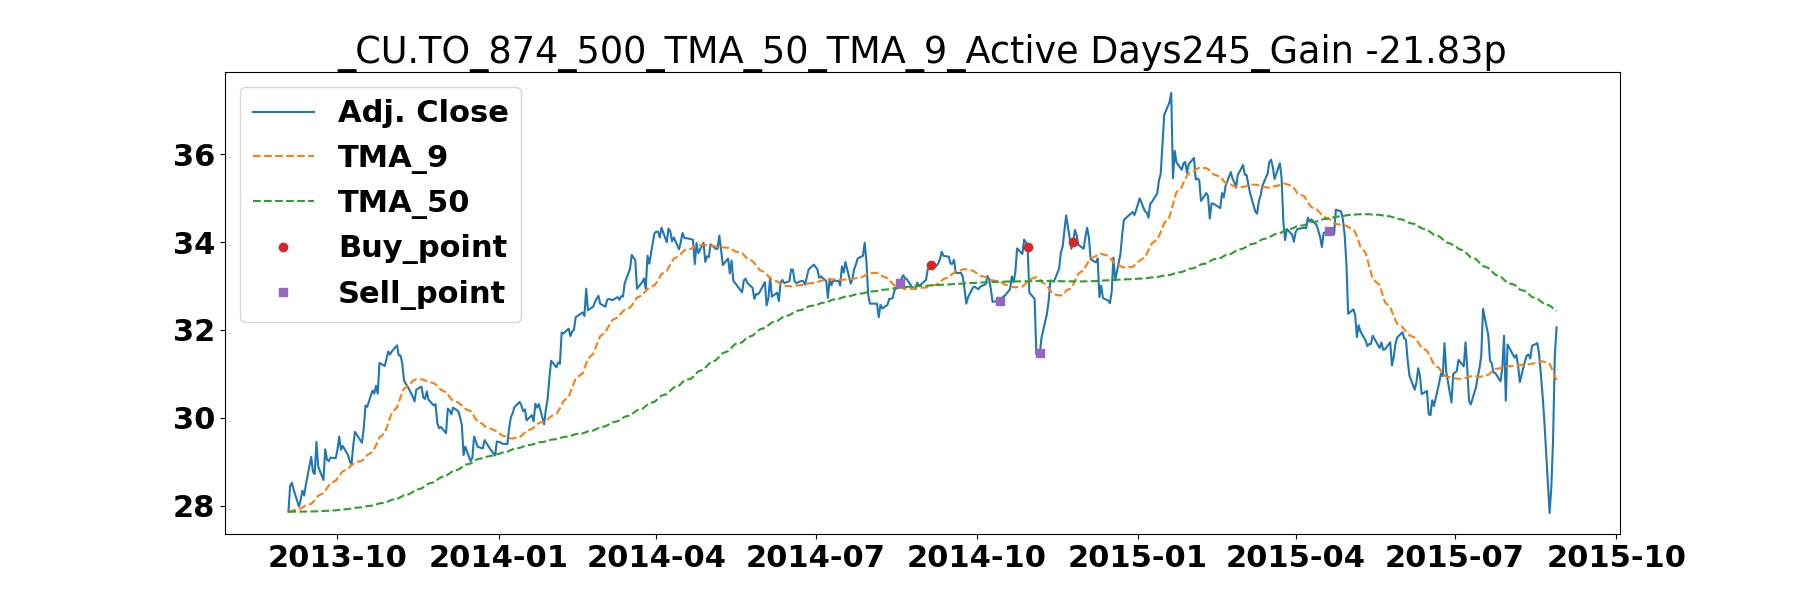 _CU.TO_874_500_TMA_50_TMA_9_Active Days245_Gain -21.83p
Adj. Close
TMA_9
TMA_50
Buy_point
Sell_point
36
34
32
30
28
2013-10 2014-01 2014-04 2014-07 2014-10 2015-01 2015-04 2015-07 2015-10